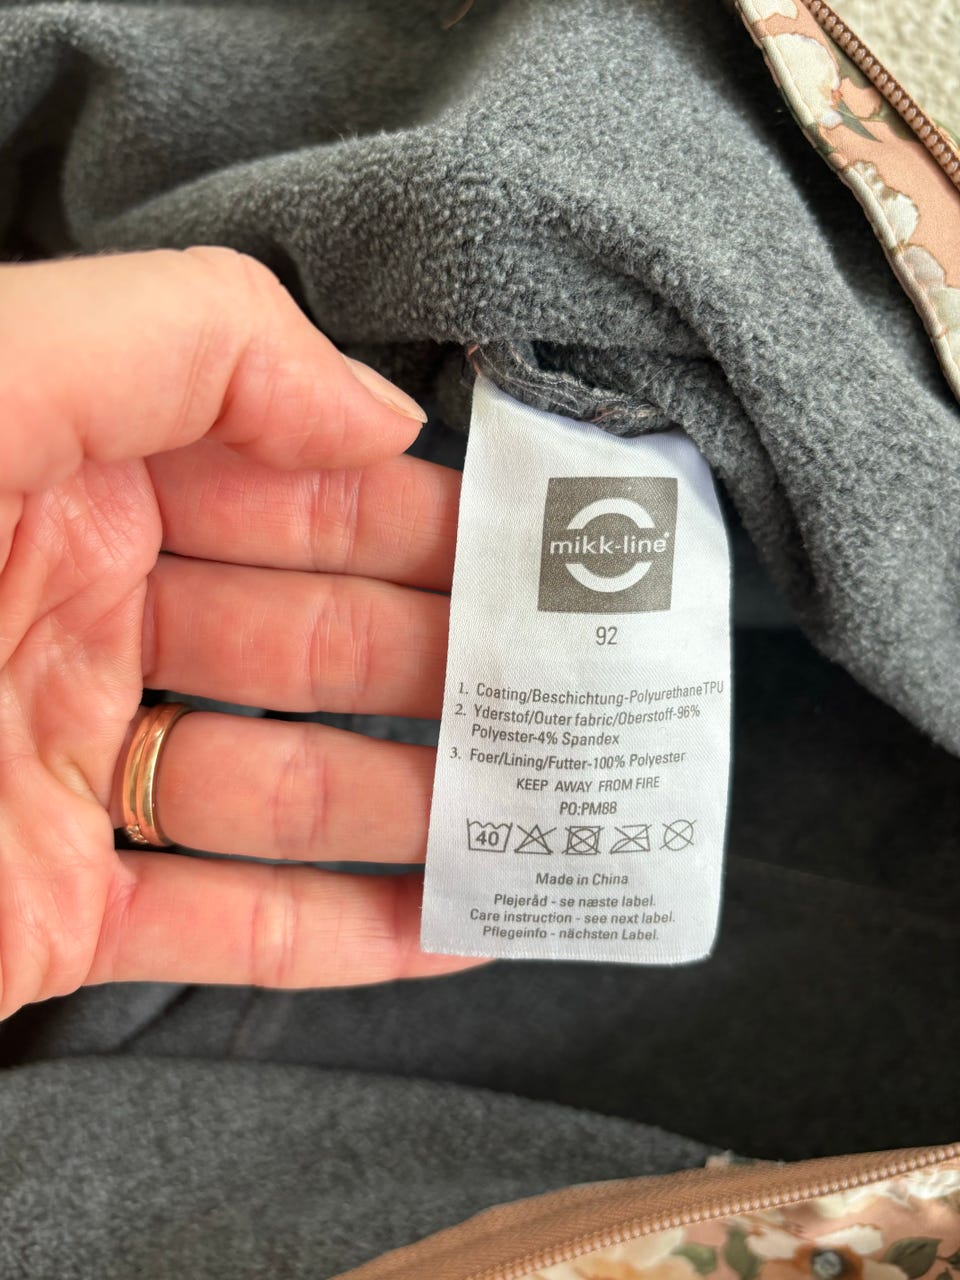 mikk-line®
92
1. Coating/Beschichtung-PolyurethaneTPU
2. Yderstof/Outer fabric/Oberstoff-96%
Polyester-4% Spandex
3. Foer/Lining/Futter-100% Polyester
KEEP AWAY FROM FIRE
PO:PM88
40
Made in China
Plejeråd - se næste label.
Care instruction - see next label.
Pflegeinfo - nächsten Label.